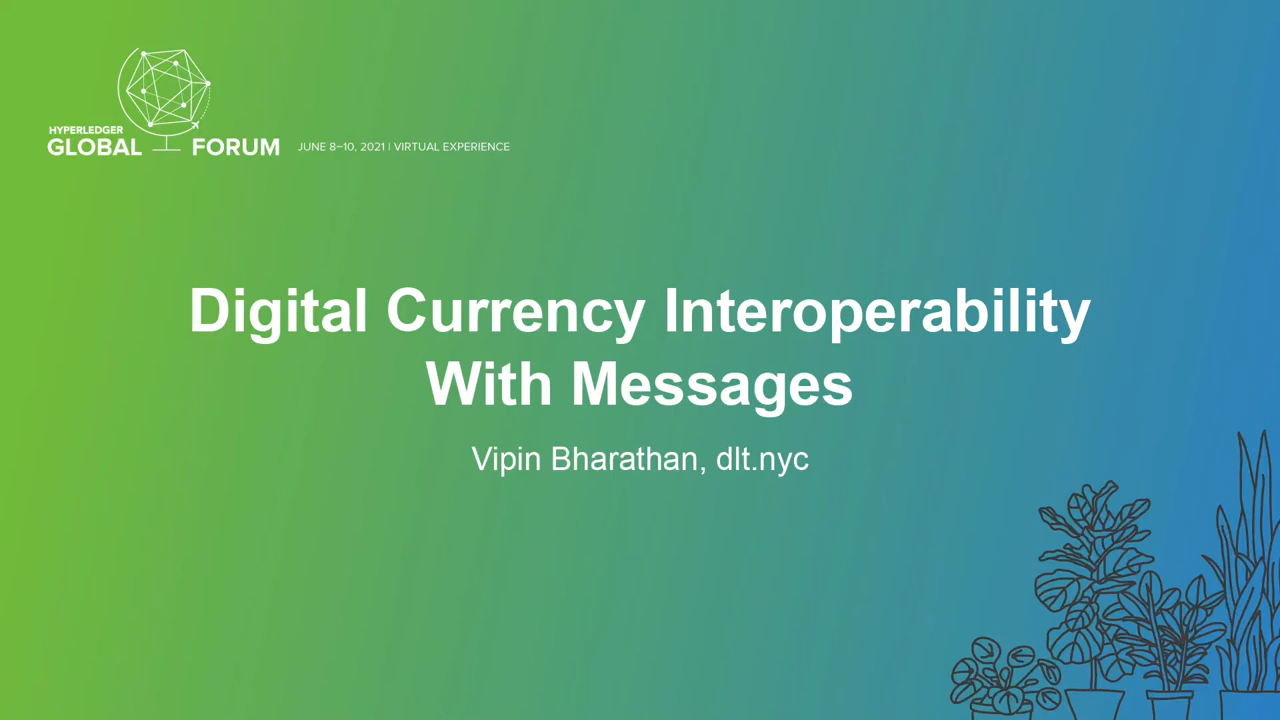 HYPERLEDGER
GLOBAL FORUM JUNE 8–10, 2021 | VIRTUAL EXPERIENCE
Digital Currency Interoperability
With Messages
Vipin Bharathan, dlt.nyc